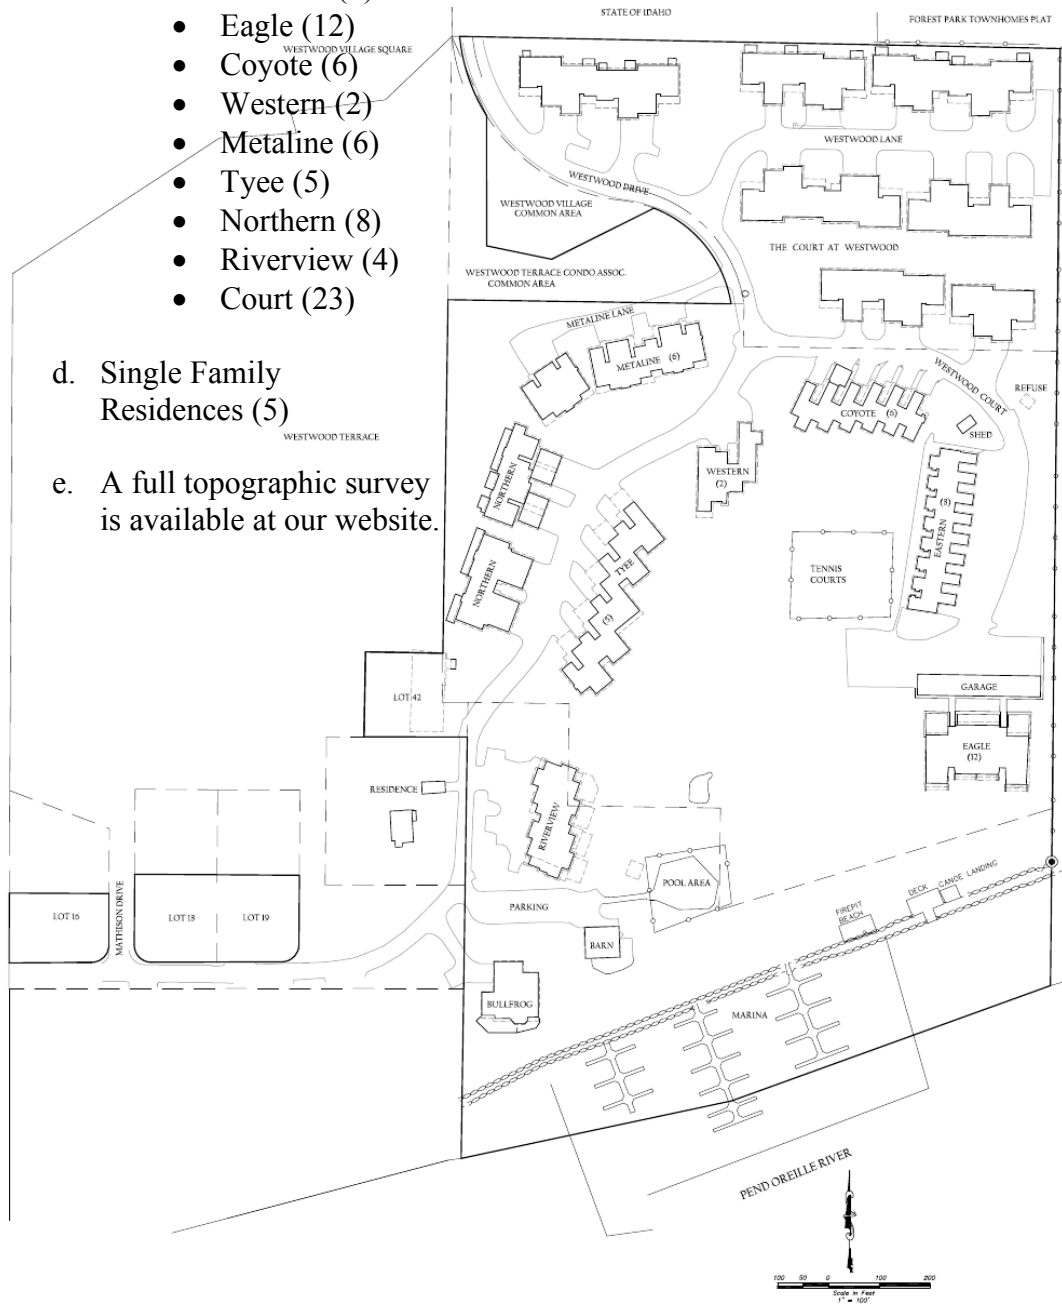 • Eagle (12)
• Coyote (6)
• Western (2)
• Metaline (6)
• Tyee (5)
• Northern (8)
• Riverview (4)
• Court (23)
d. Single Family
Residences (5)
e. A full topographic survey
is available at our website.
STATE OF IDAHO
FOREST PARK TOWNHOMES PLAT
WESTWOOD VILLAGE SQUARE
WESTWOOD LANE
WESTWOOD DRIVE
WESTWOOD VILLAGE
COMMON AREA
THE COURT AT WESTWOOD
WESTWOOD TERRACE CONDO ASSOC.
COMMON AREA
METALINE LANE
METALINE (6)
WESTWOOD COURT
REFUSE
COYOTE (6)
SHED
WESTWOOD TERRACE
NORTHERN
WESTERN
(2)
(8)
EASTERN
TYEE
(5)
TENNIS
COURTS
NORTHERN
LOT 42
GARAGE
EAGLE
(12)
RESIDENCE
RIVERVIEW
POOL AREA
DECK
CANOE LANDING
FIREPIT
BEACH
LOT 16
MATHISON DRIVE
LOT 18
LOT 19
PARKING
BARN
BULLFROG
MARINA
PEND OREILLE RIVER
100 50 0 100 200
Scale in Feet
1" = 100'